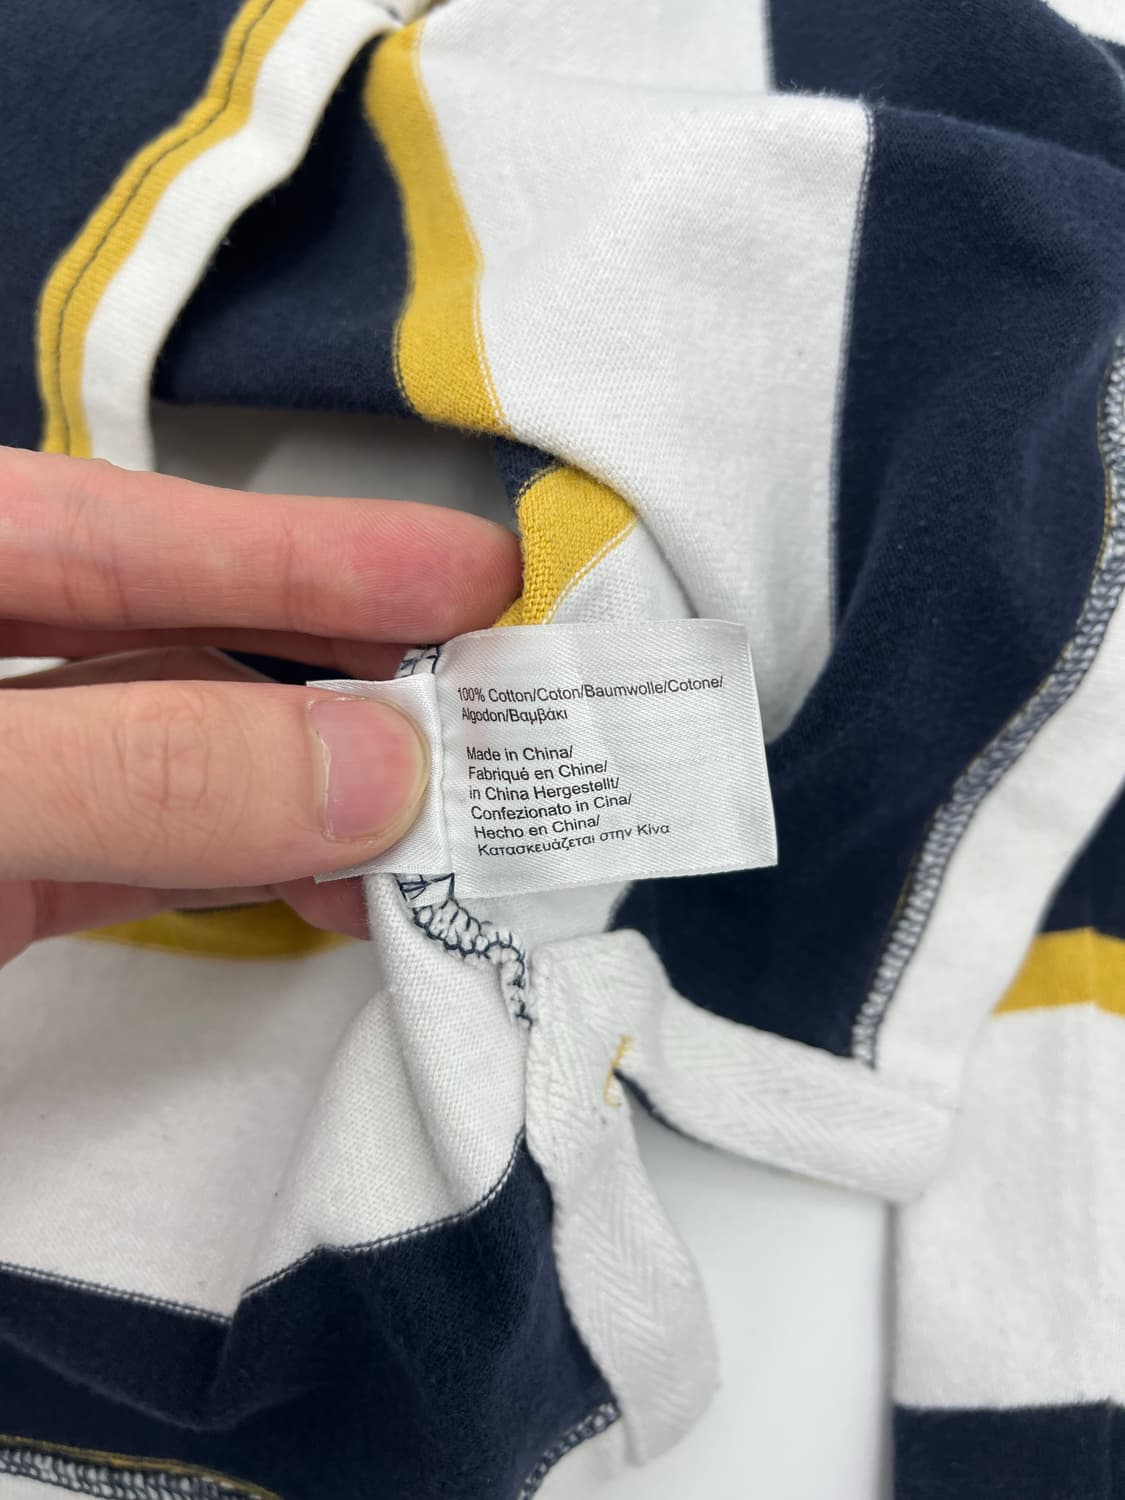 100% Cotton/Coton/Baumwolle/Cotone/
Algodon/Βαμβάκι
Made in China/
Fabriqué en Chine/
in China Hergestellt/
Confezionato in Cina/
Hecho en China/
Κατασκευάζεται στην Κίνα